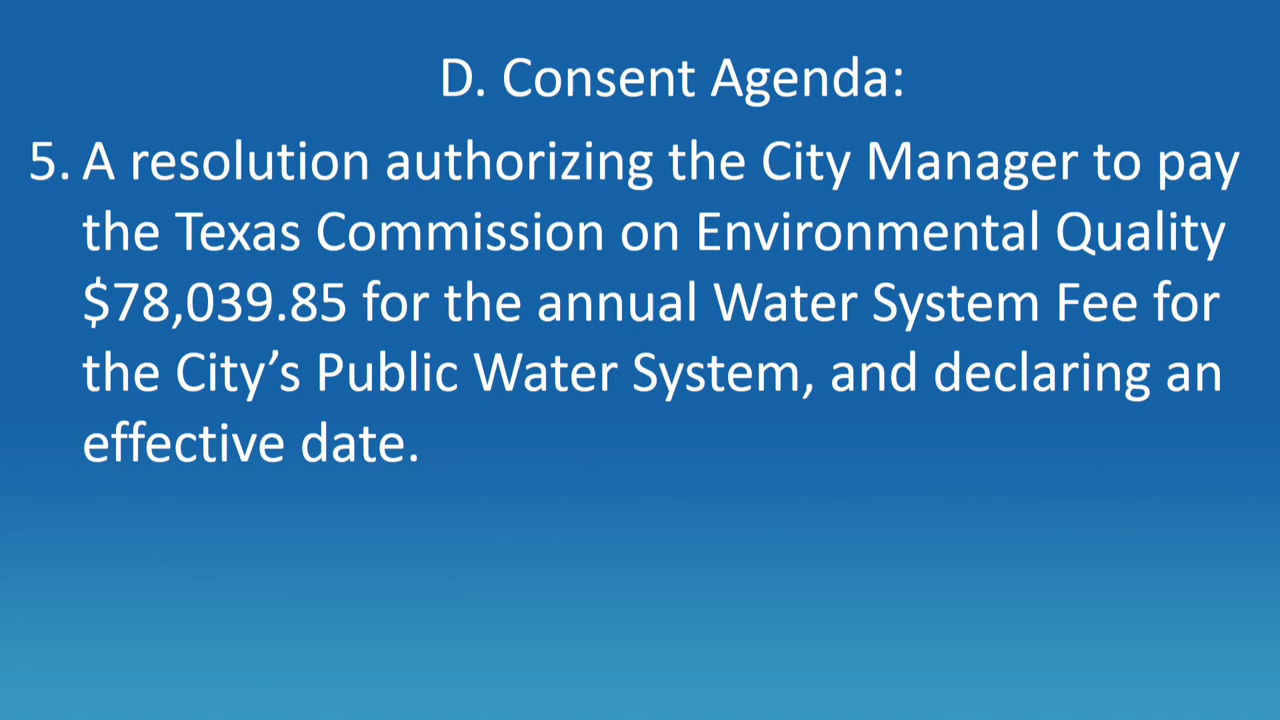 D. Consent Agenda:
5. A resolution authorizing the City Manager to pay
the Texas Commission on Environmental Quality
$78,039.85 for the annual Water System Fee for
the City’s Public Water System, and declaring an
effective date.